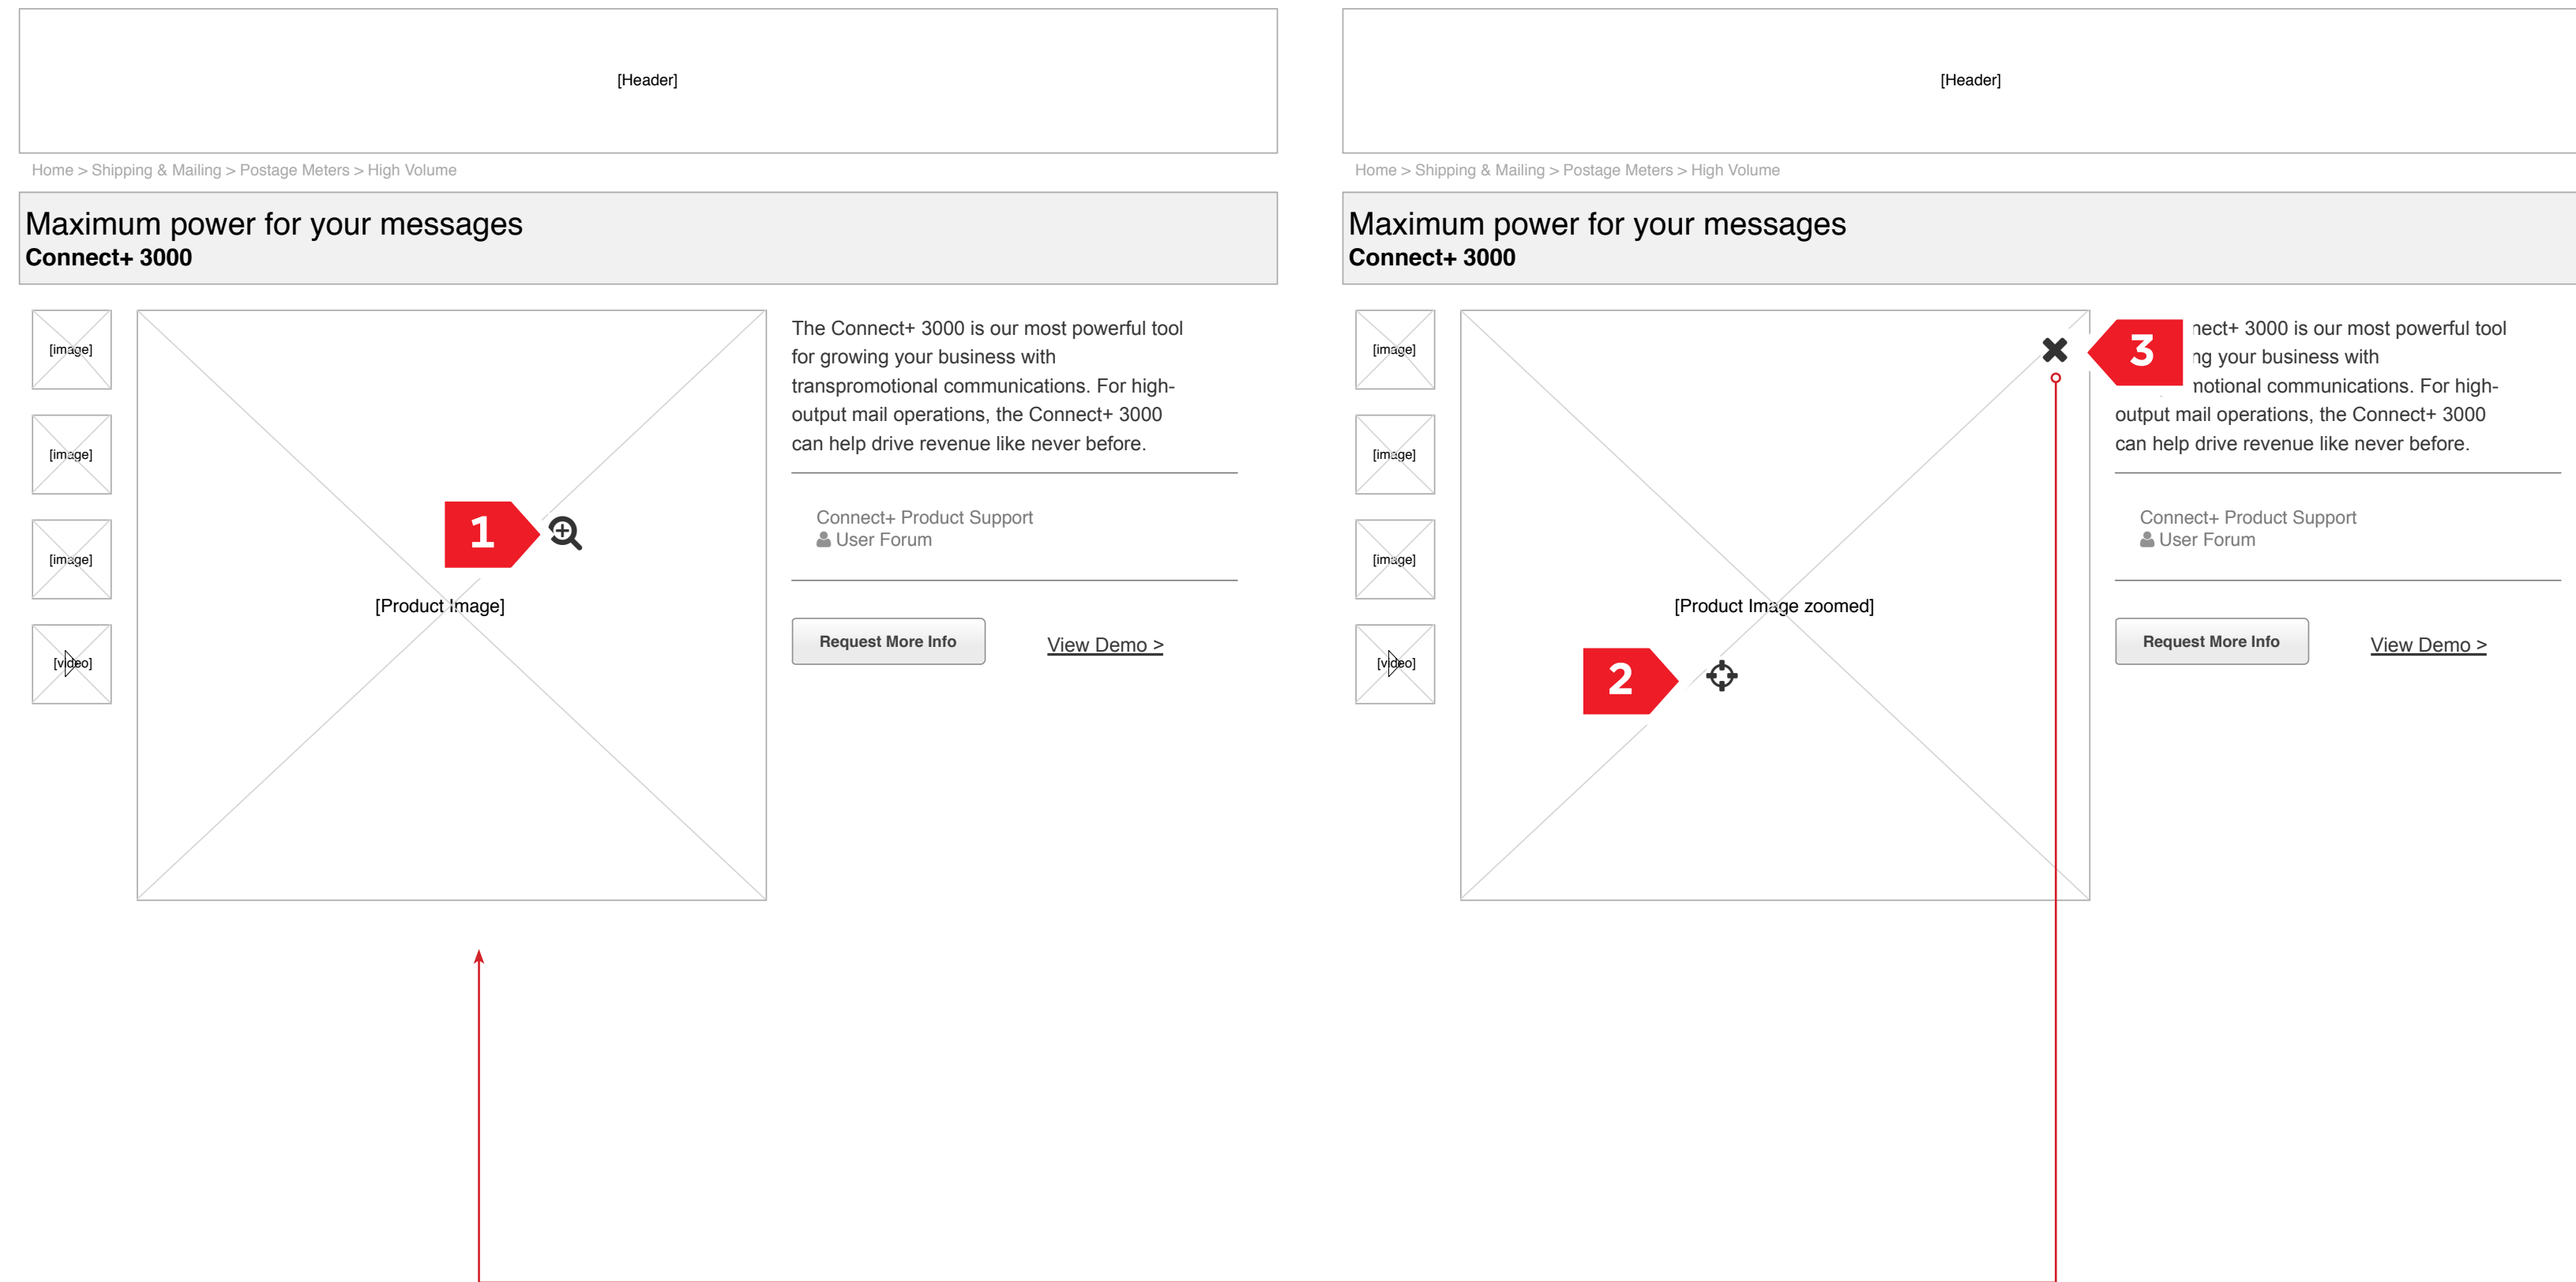 [Header]
Home > Shipping & Mailing > Postage Meters > High Volume
Maximum power for your messages
Connect+ 3000
[image]
[image]
[image]
[video]
1
[Product Image]
The Connect+ 3000 is our most powerful tool
for growing your business with
transpromotional communications. For high-
output mail operations, the Connect+ 3000
can help drive revenue like never before.
Connect+ Product Support
User Forum
Request More Info
View Demo >
[Header]
Home > Shipping & Mailing > Postage Meters > High Volume
Maximum power for your messages
Connect+ 3000
[image]
[image]
[image]
[video]
[Product Image zoomed]
2
3
nect+ 3000 is our most powerful tool
ng your business with
motional communications. For high-
output mail operations, the Connect+ 3000
can help drive revenue like never before.
Connect+ Product Support
User Forum
Request More Info
View Demo >